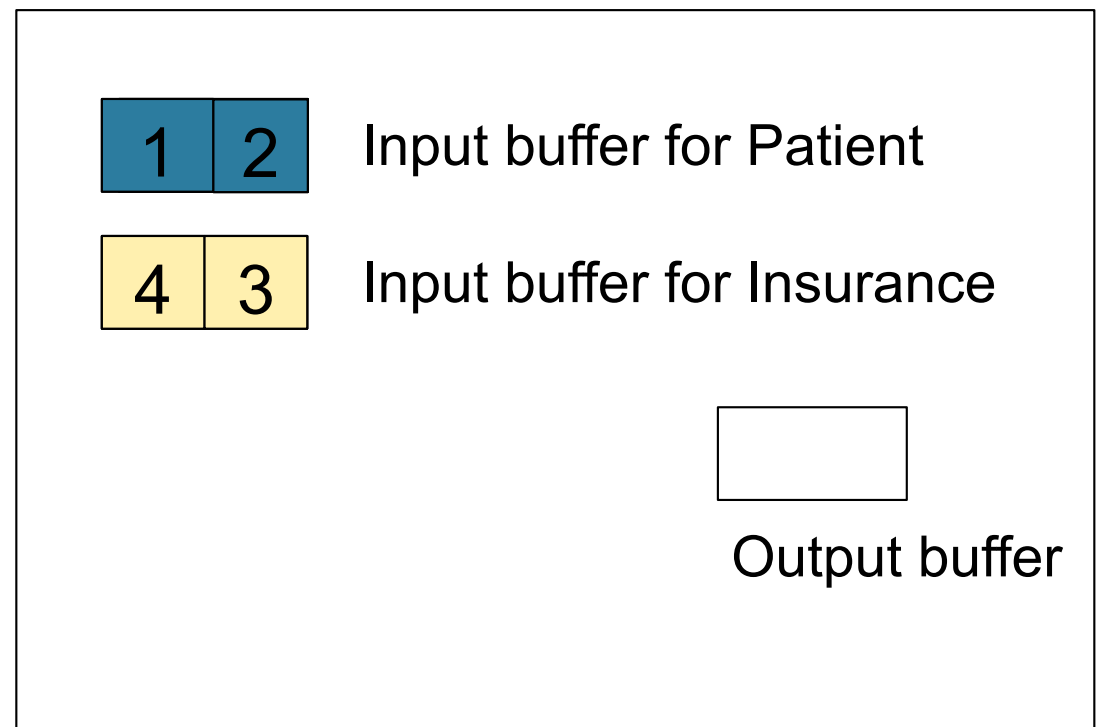 1 2 Input buffer for Patient
4 3 Input buffer for Insurance
Output buffer